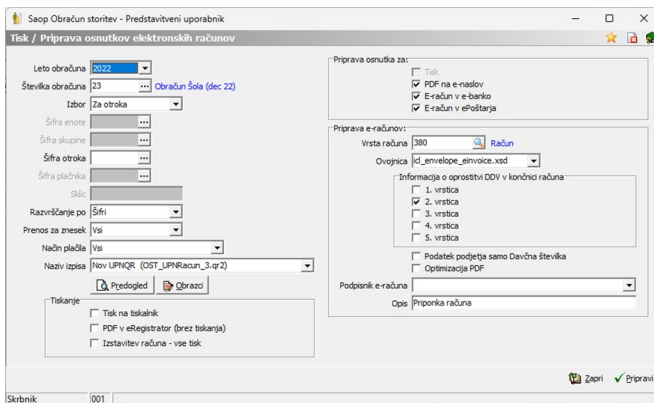 Saop Obračun storitev - Predstavitveni uporabnik
Tisk / Priprava osnutkov elektronskih računov
Leto obračuna 2022
Številka obračuna 23 ... Obračun Šola (dec 22)
Izbor Za otroka
Šifra enote ...
Šifra skupine ...
Šifra otroka ...
Šifra plačnika ...
Sklic
Razvrščanje po Šifri
Prenos za znesek Vsi
Način plačila Vsi
Naziv izpisa Nov UPNQR (OST_UPNRacun_3.qr2)
Predogled Obrazci
Tiskanje
Tisk na tiskalnik
PDF v eRegistrator (brez tiskanja)
Izstavitev računa - vse tisk
Priprava osnutka za:
Tisk
PDF na e-naslov
E-račun v e-banko
E-račun v ePoštarja
Priprava e-računov:
Vrsta računa 380 Račun
Ovojnica icl_envelope_einvoice.xsd
Informacija o oprostitvi DDV v končnici računa
1. vrstica
2. vrstica
3. vrstica
4. vrstica
5. vrstica
Podatek podjetja samo Davčna številka
Optimizacija PDF
Podpisnik e-računa
Opis Priponka računa
Zapri Pripravi
Skrbnik 001